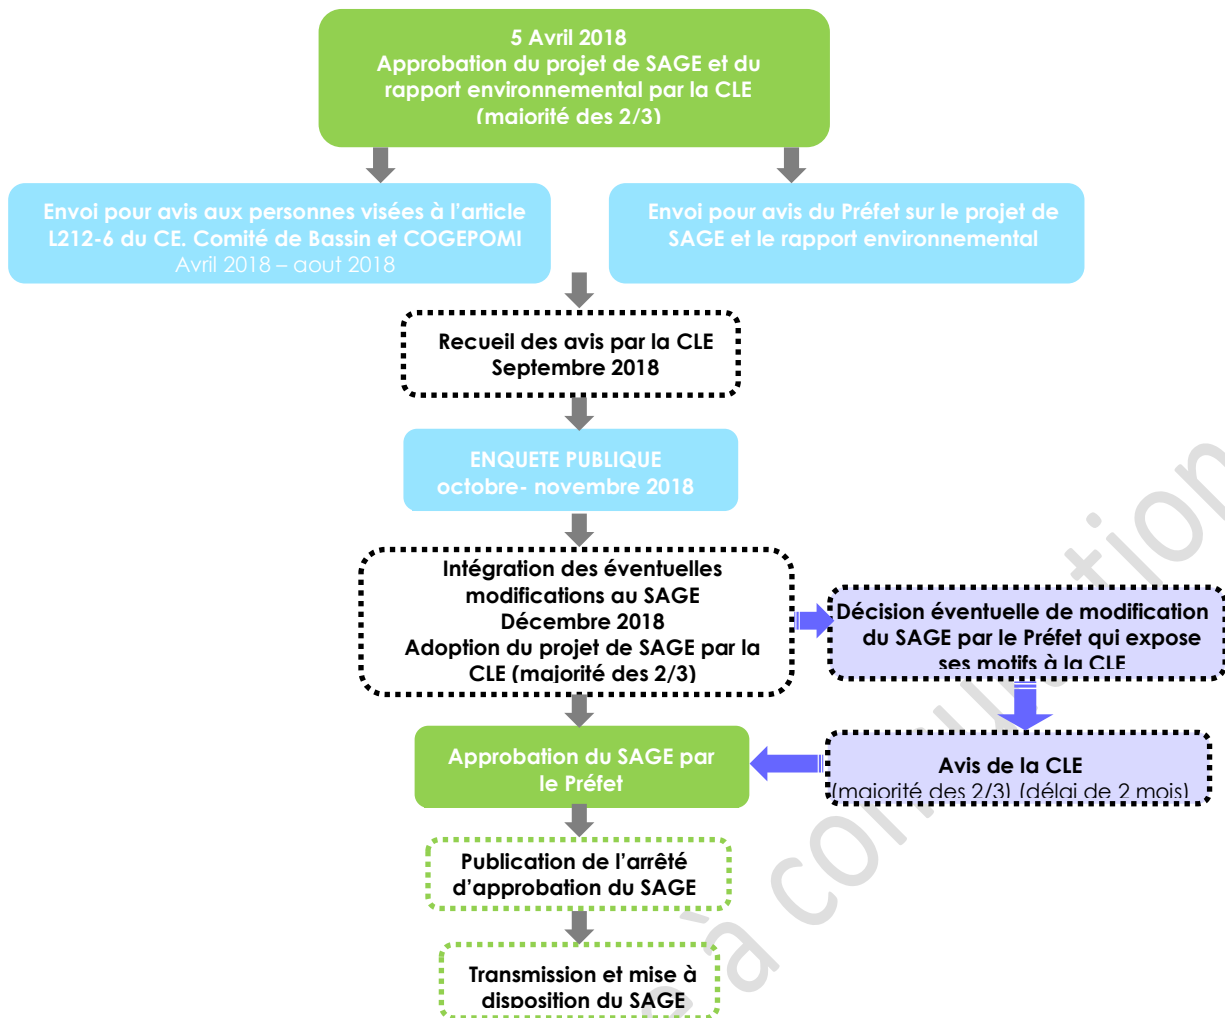 5 Avril 2018
Approbation du projet de SAGE et du
rapport environnemental par la CLE
(majorité des 2/3)
Envoi pour avis aux personnes visées à l’article
L212-6 du CE. Comité de Bassin et COGEPOMI
Avril 2018 – aout 2018
Envoi pour avis du Préfet sur le projet de
SAGE et le rapport environnemental
Recueil des avis par la CLE
Septembre 2018
ENQUETE PUBLIQUE
octobre- novembre 2018
Intégration des éventuelles
modifications au SAGE
Décembre 2018
Adoption du projet de SAGE par la
CLE (majorité des 2/3)
Décision éventuelle de modification
du SAGE par le Préfet qui expose
ses motifs à la CLE
Avis de la CLE
(majorité des 2/3) (délai de 2 mois)
Approbation du SAGE par
le Préfet
Publication de l’arrêté
d’approbation du SAGE
Transmission et mise à
disposition du SAGE
à consultation